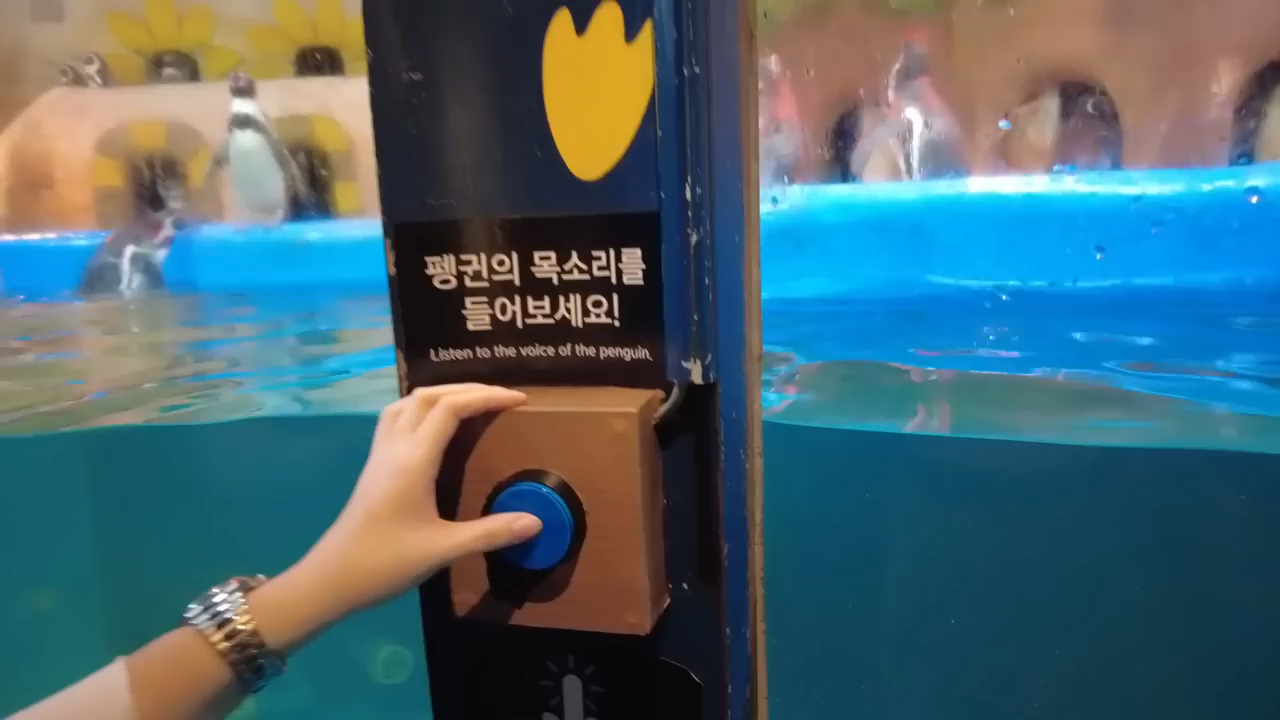 펭귄의 목소리를
들어보세요!
Listen to the voice of the penguin.